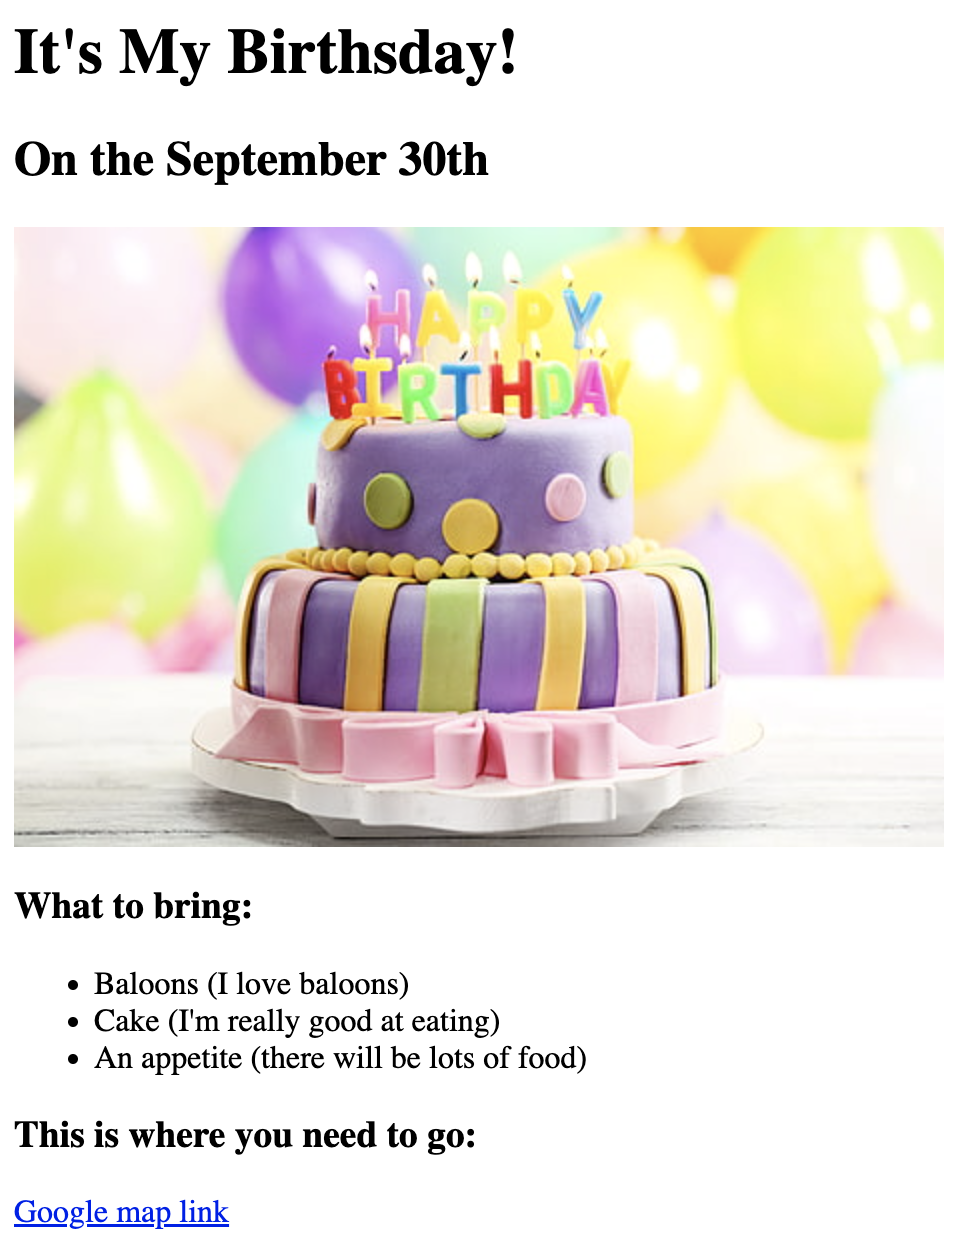 It's My Birthsday!
On the September 30th
HAPPY
BIRTHDAY
What to bring:
Baloons (I love baloons)
Cake (I'm really good at eating)
An appetite (there will be lots of food)
This is where you need to go:
Google map link